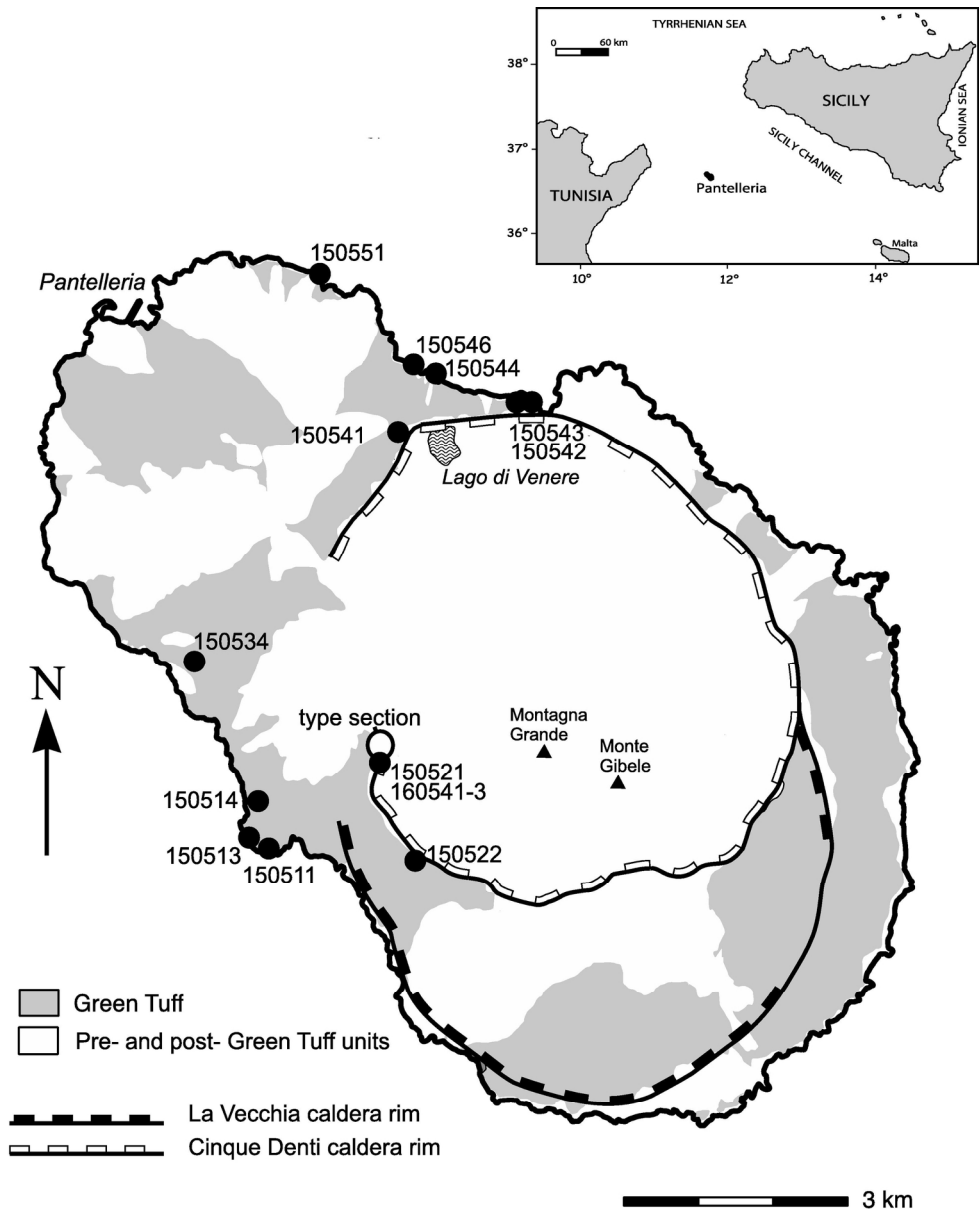 TYRRHENIAN SEA
0 60 km
38°
SICILY
IONIAN SEA
SICILY CHANNEL
37°
TUNISIA
Pantelleria
36°
Malta
10° 12° 14°
150551
Pantelleria
150546
150544
150541
150543
150542
Lago di Venere
150534
N
type section
Montagna
Grande
Monte
Gibele
150521
160541-3
150514
150513
150511
150522
Green Tuff
Pre- and post- Green Tuff units
La Vecchia caldera rim
Cinque Denti caldera rim
3 km